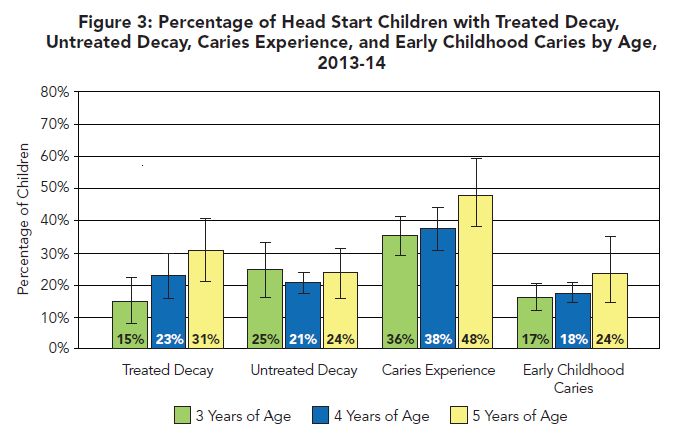 Figure 3: Percentage of Head Start Children with Treated Decay,
Untreated Decay, Caries Experience, and Early Childhood Caries by Age,
2013-14
Percentage of Children
80%
70%
60%
50%
40%
30%
20%
10%
0%
15% 23% 31% 25% 21% 24% 36% 38% 48% 17% 18% 24%
Treated Decay Untreated Decay Caries Experience Early Childhood
Caries
3 Years of Age 4 Years of Age 5 Years of Age